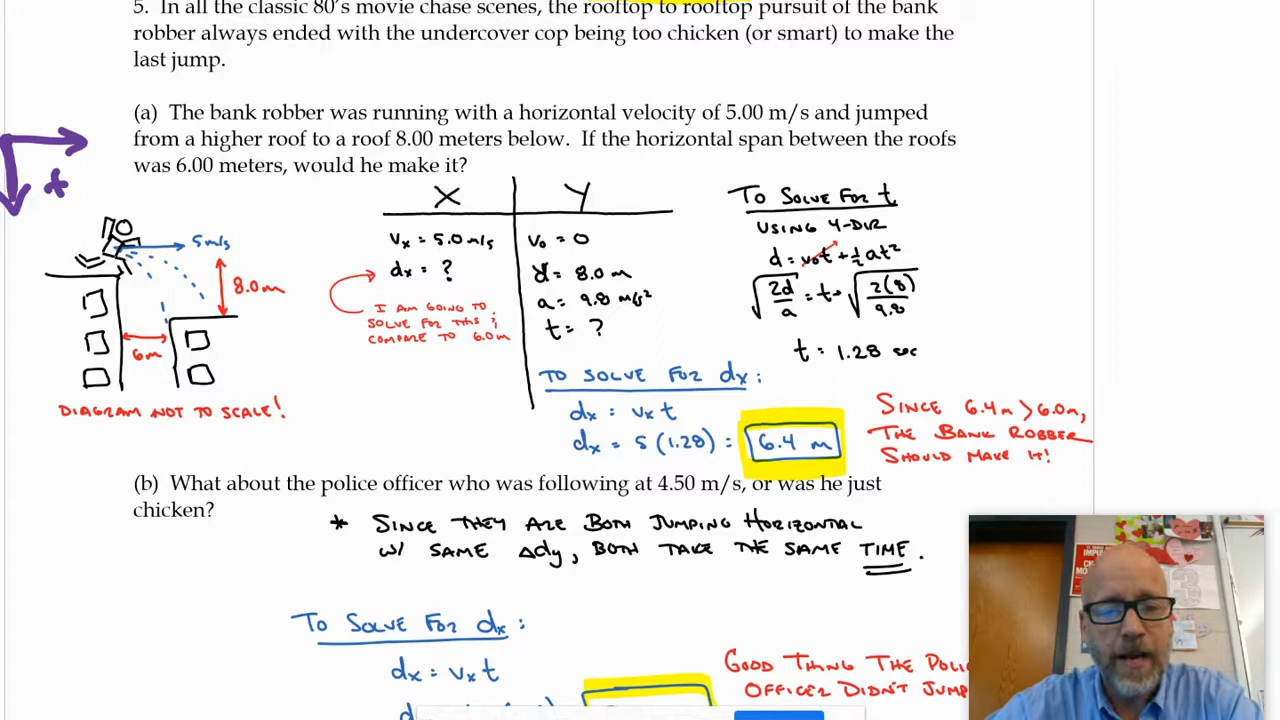 5. In all the classic 80's movie chase scenes, the rooftop to rooftop pursuit of the bank
robber always ended with the undercover cop being too chicken (or smart) to make the
last jump.
(a) The bank robber was running with a horizontal velocity of 5.00 m/s and jumped
from a higher roof to a roof 8.00 meters below. If the horizontal span between the roofs
was 6.00 meters, would he make it?
+
5m/s
8.0m
6m
DIAGRAM NOT TO SCALE!
X
Vx = 5.0 m/s
dx = ?
I AM GOING TO
SOLVE FOR THIS ;
COMPARE TO 6.0m
Y
V0 = 0
d = 8.0 m
a = 9.8 m/s²
t = ?
TO SOLVE FOR t
USING Y-DIR
d = v0t + ½at²
√2d/a = t = √2(8)/9.8
t = 1.28 sec
TO SOLVE FOR dx :
dx = Vx t
dx = 5 (1.28) = 6.4 m
SINCE 6.4m > 6.0m,
THE BANK ROBBER
SHOULD MAKE IT!
(b) What about the police officer who was following at 4.50 m/s, or was he just
chicken?
* SINCE THEY ARE BOTH JUMPING HORIZONTAL
W/ SAME Δdy, BOTH TAKE THE SAME TIME.
TO SOLVE FOR dx :
dx = Vx t
GOOD THING THE
OFFICER DIDN'T JUMP